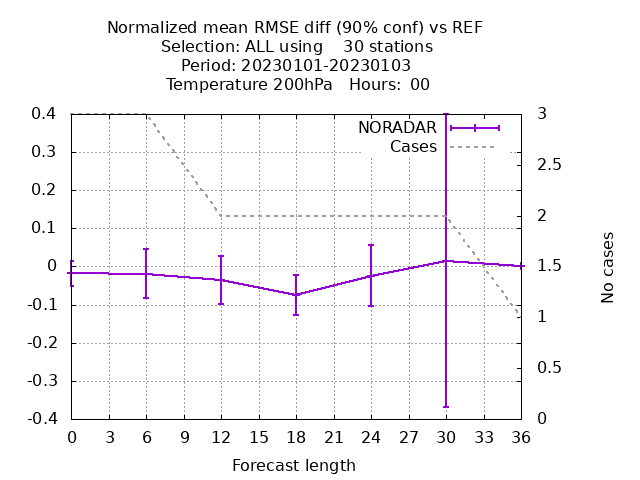 Normalized mean RMSE diff (90% conf) vs REF
Selection: ALL using    30 stations
Period: 20230101-20230103
Temperature 200hPa   Hours:  00
NORADAR
Cases
0.4
0.3
0.2
0.1
0
-0.1
-0.2
-0.3
-0.4
3
2.5
2
1.5
1
0.5
0
No cases
0 3 6 9 12 15 18 21 24 27 30 33 36
Forecast length